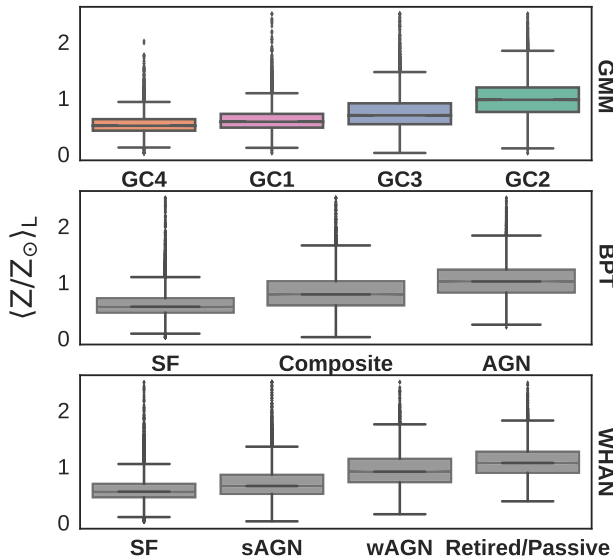 2
1
0
GC4 GC1 GC3 GC2
GMM
⟨Z/Z⊙⟩L
2
1
0
SF Composite AGN
BPT
2
1
0
SF sAGN wAGN Retired/Passive
WHAN